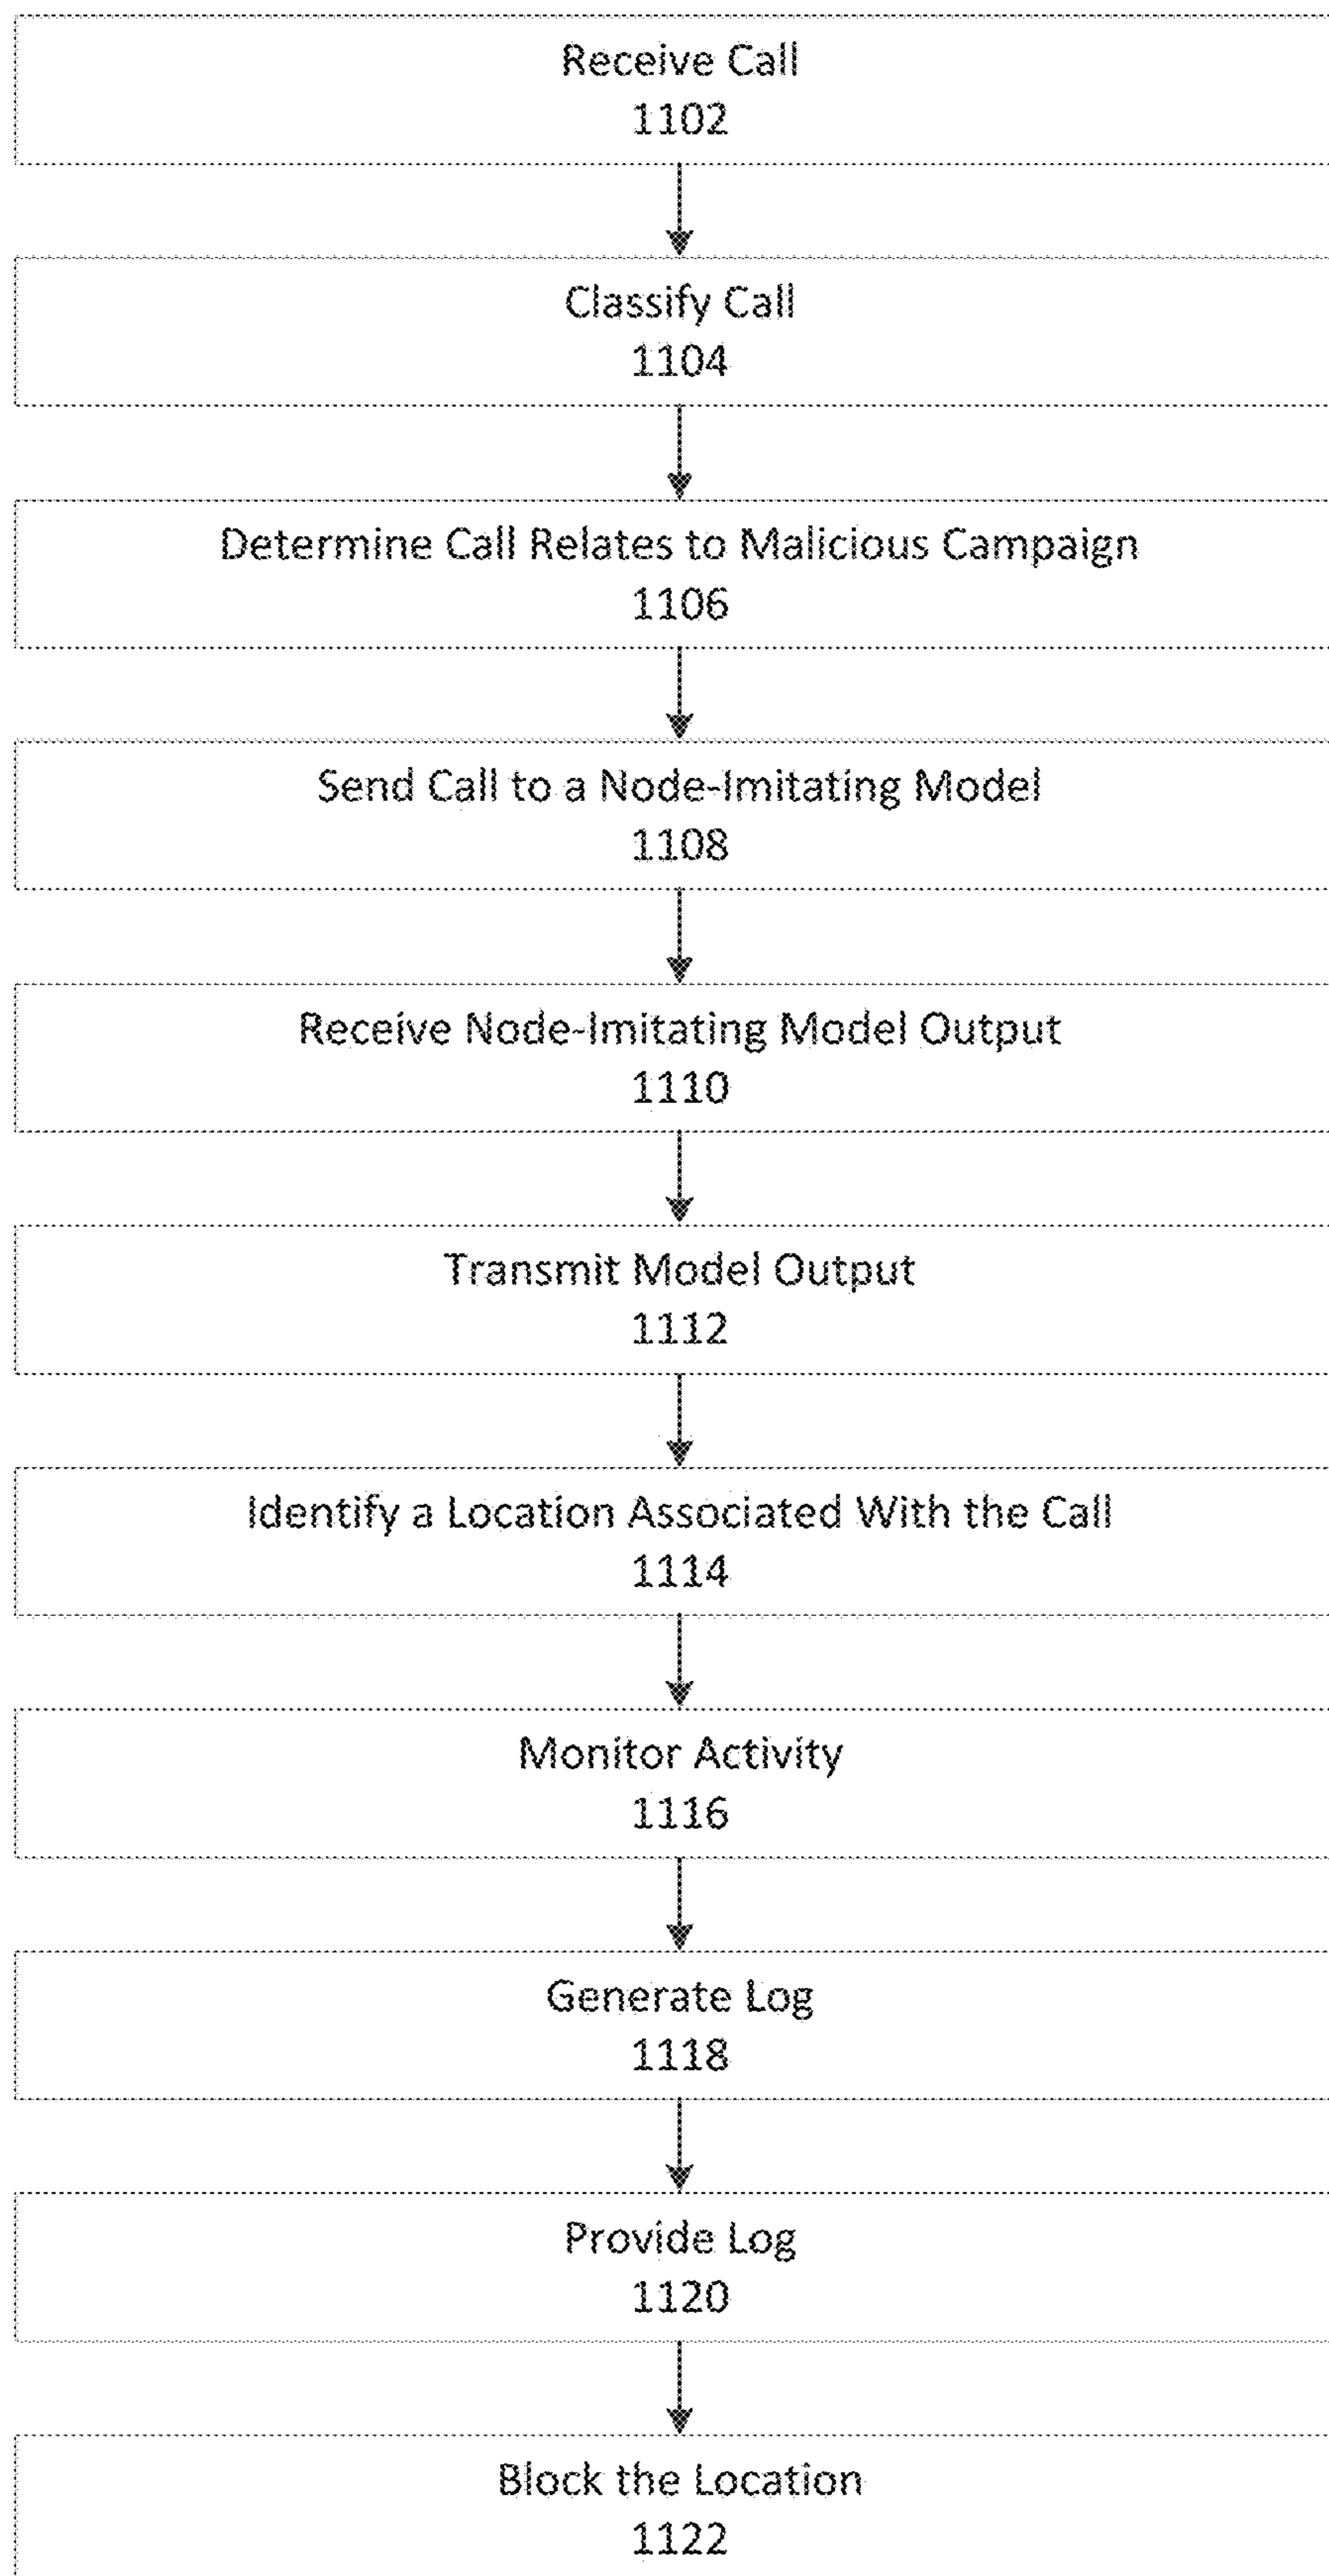 Receive Call
1102
Classify Call
1104
Determine Call Relates to Malicious Campaign
1106
Send Call to a Node-Imitating Model
1108
Receive Node-Imitating Model Output
1110
Transmit Model Output
1112
Identify a Location Associated With the Call
1114
Monitor Activity
1116
Generate Log
1118
Provide Log
1120
Block the Location
1122